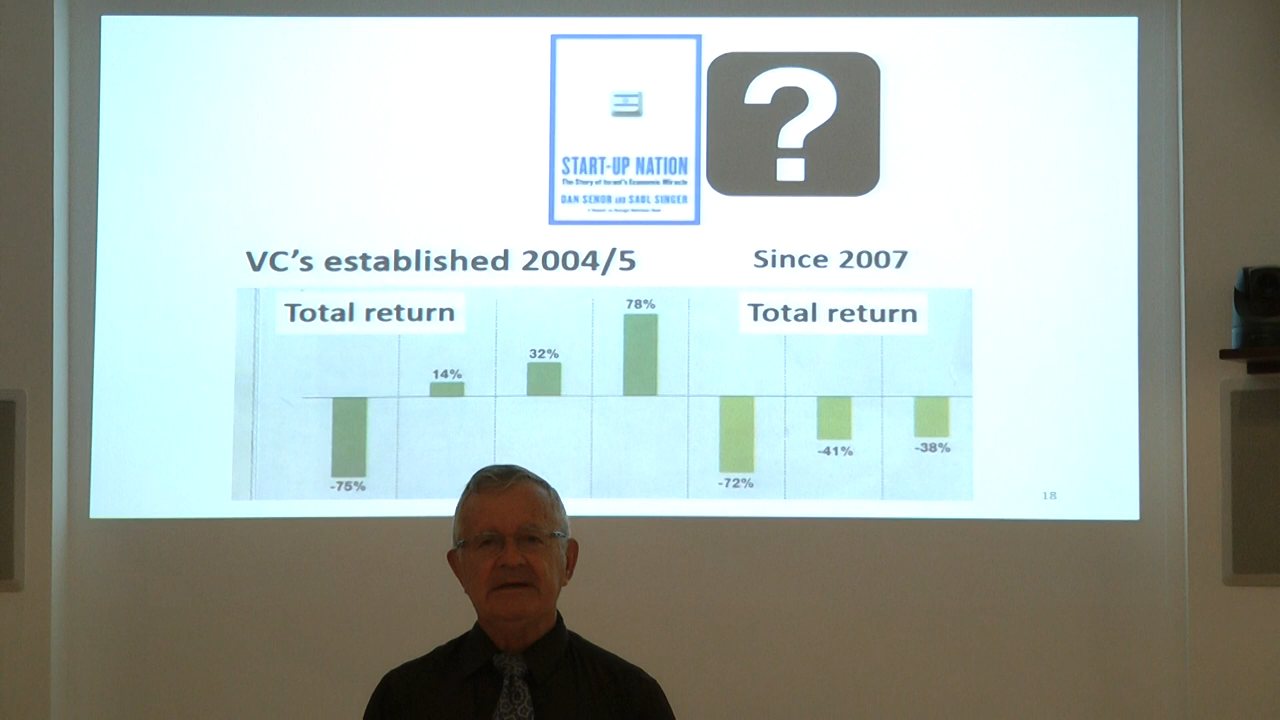 ?
START-UP NATION
The Story of Israel's Economic Miracle
DAN SENOR AND SAUL SINGER
VC's established 2004/5
Since 2007
Total return
Total return
78%
32%
14%
-75%
-72%
-41%
-38%
18